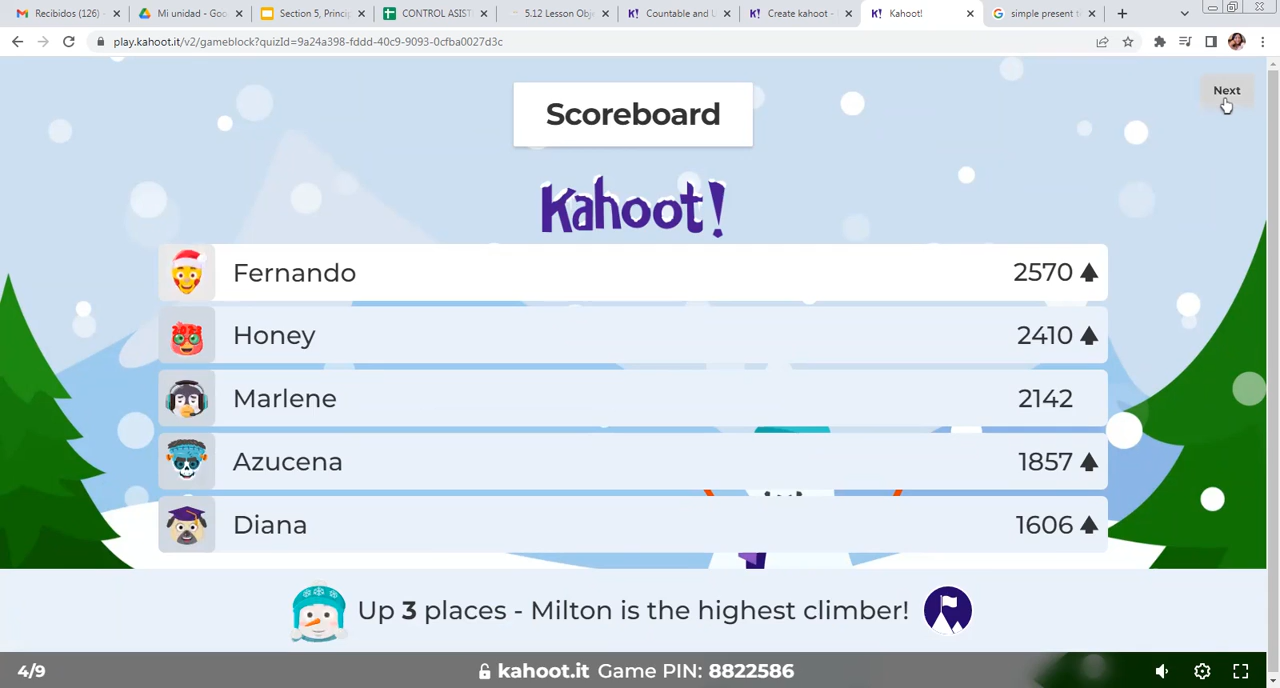 Recibidos (126) -
Mi unidad - Goo
Section 5, Princip
CONTROL ASIST
5.12 Lesson Obje
Countable and U
Create kahoot -
Kahoot!
simple present t
play.kahoot.it/v2/gameblock?quizId=9a24a398-fddd-40c9-9093-0cfba0027d3c
Next
Scoreboard
Kahoot!
Fernando 2570
Honey 2410
Marlene 2142
Azucena 1857
Diana 1606
Up 3 places - Milton is the highest climber!
4/9
kahoot.it Game PIN: 8822586